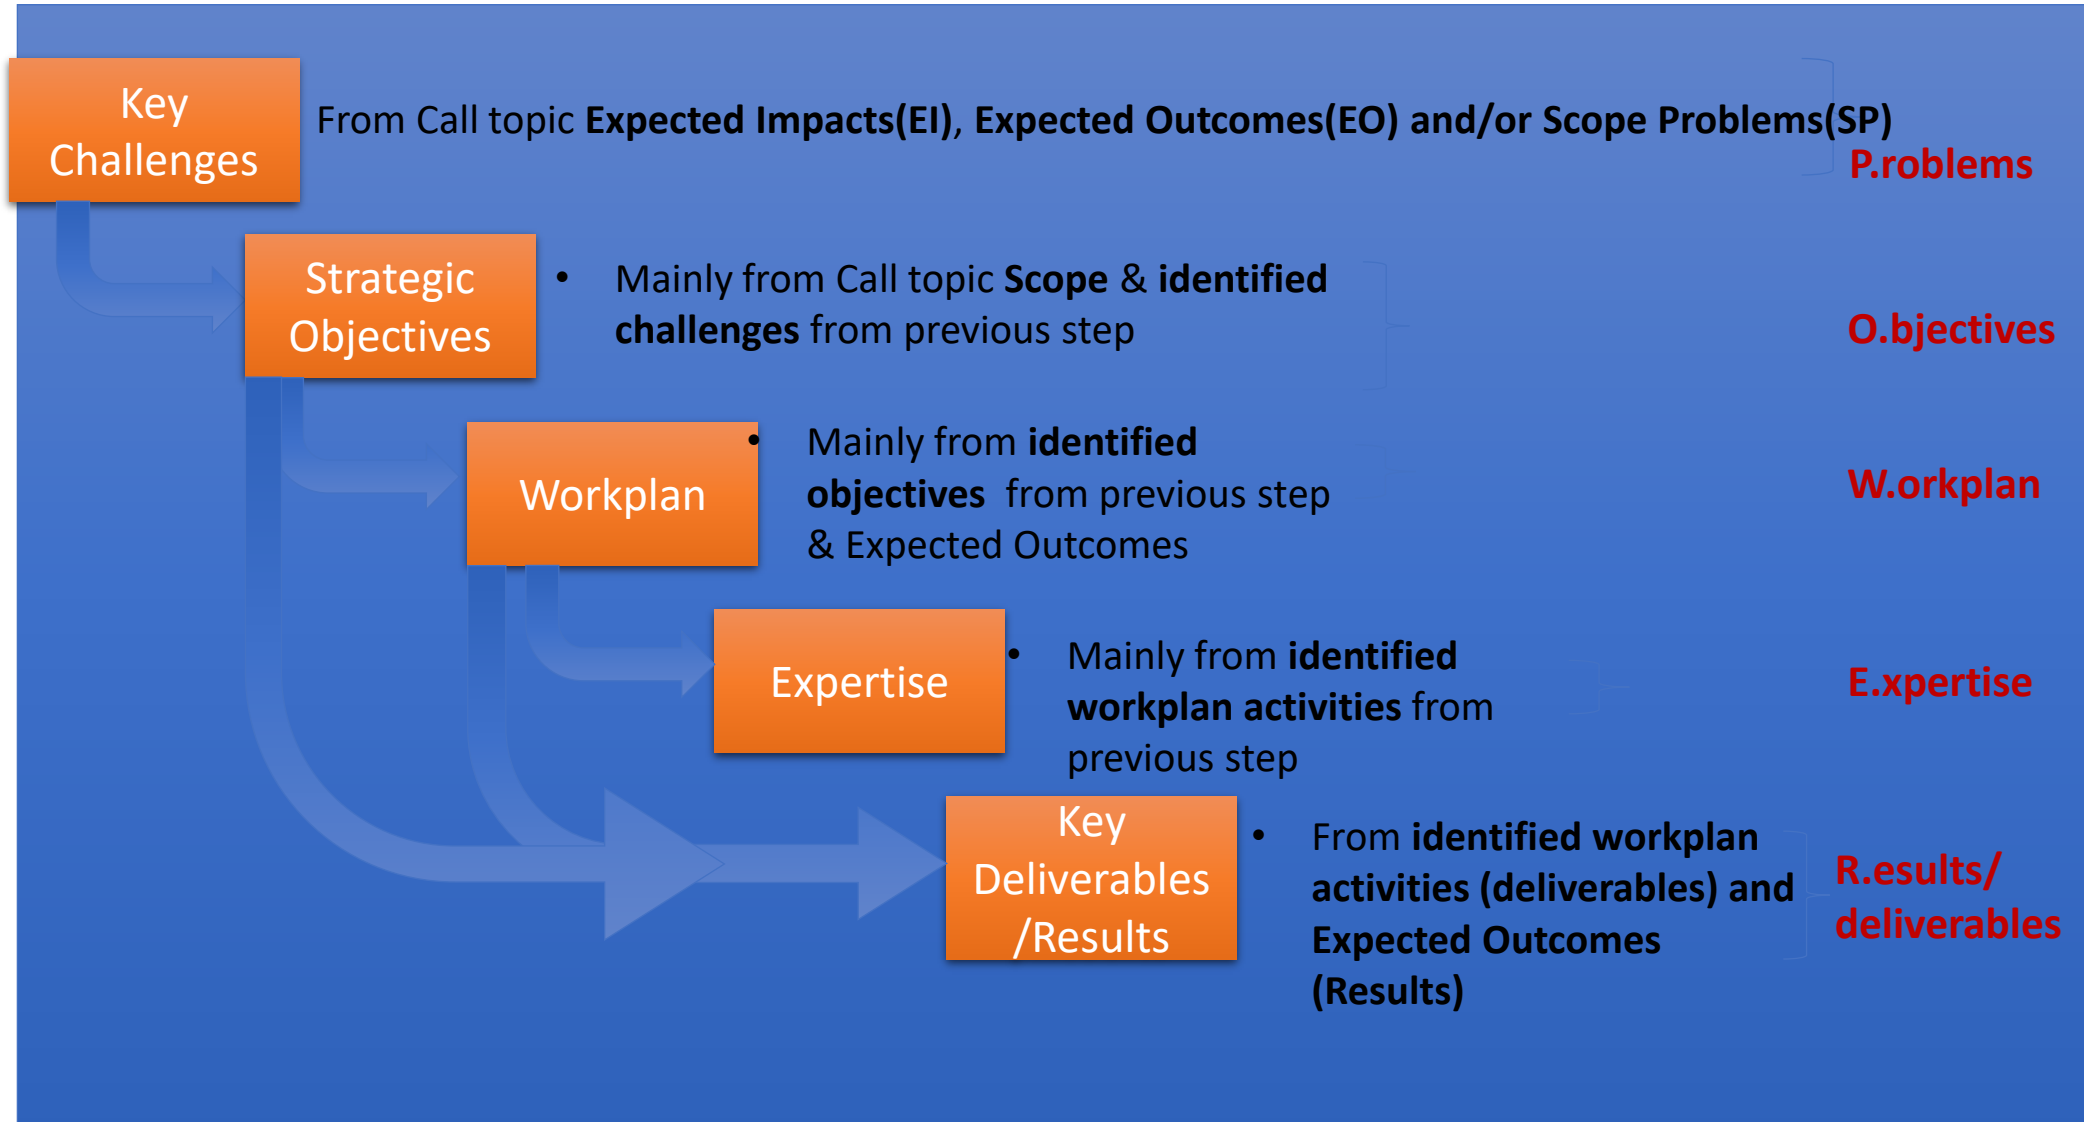 Key
Challenges
From Call topic Expected Impacts(EI), Expected Outcomes(EO) and/or Scope Problems(SP)
P.roblems
Strategic
Objectives
• Mainly from Call topic Scope & identified
challenges from previous step
O.bjectives
Workplan
• Mainly from identified
objectives from previous step
& Expected Outcomes
W.orkplan
Expertise
• Mainly from identified
workplan activities from
previous step
E.xpertise
Key
Deliverables
/Results
• From identified workplan
activities (deliverables) and
Expected Outcomes
(Results)
R.esults/
deliverables